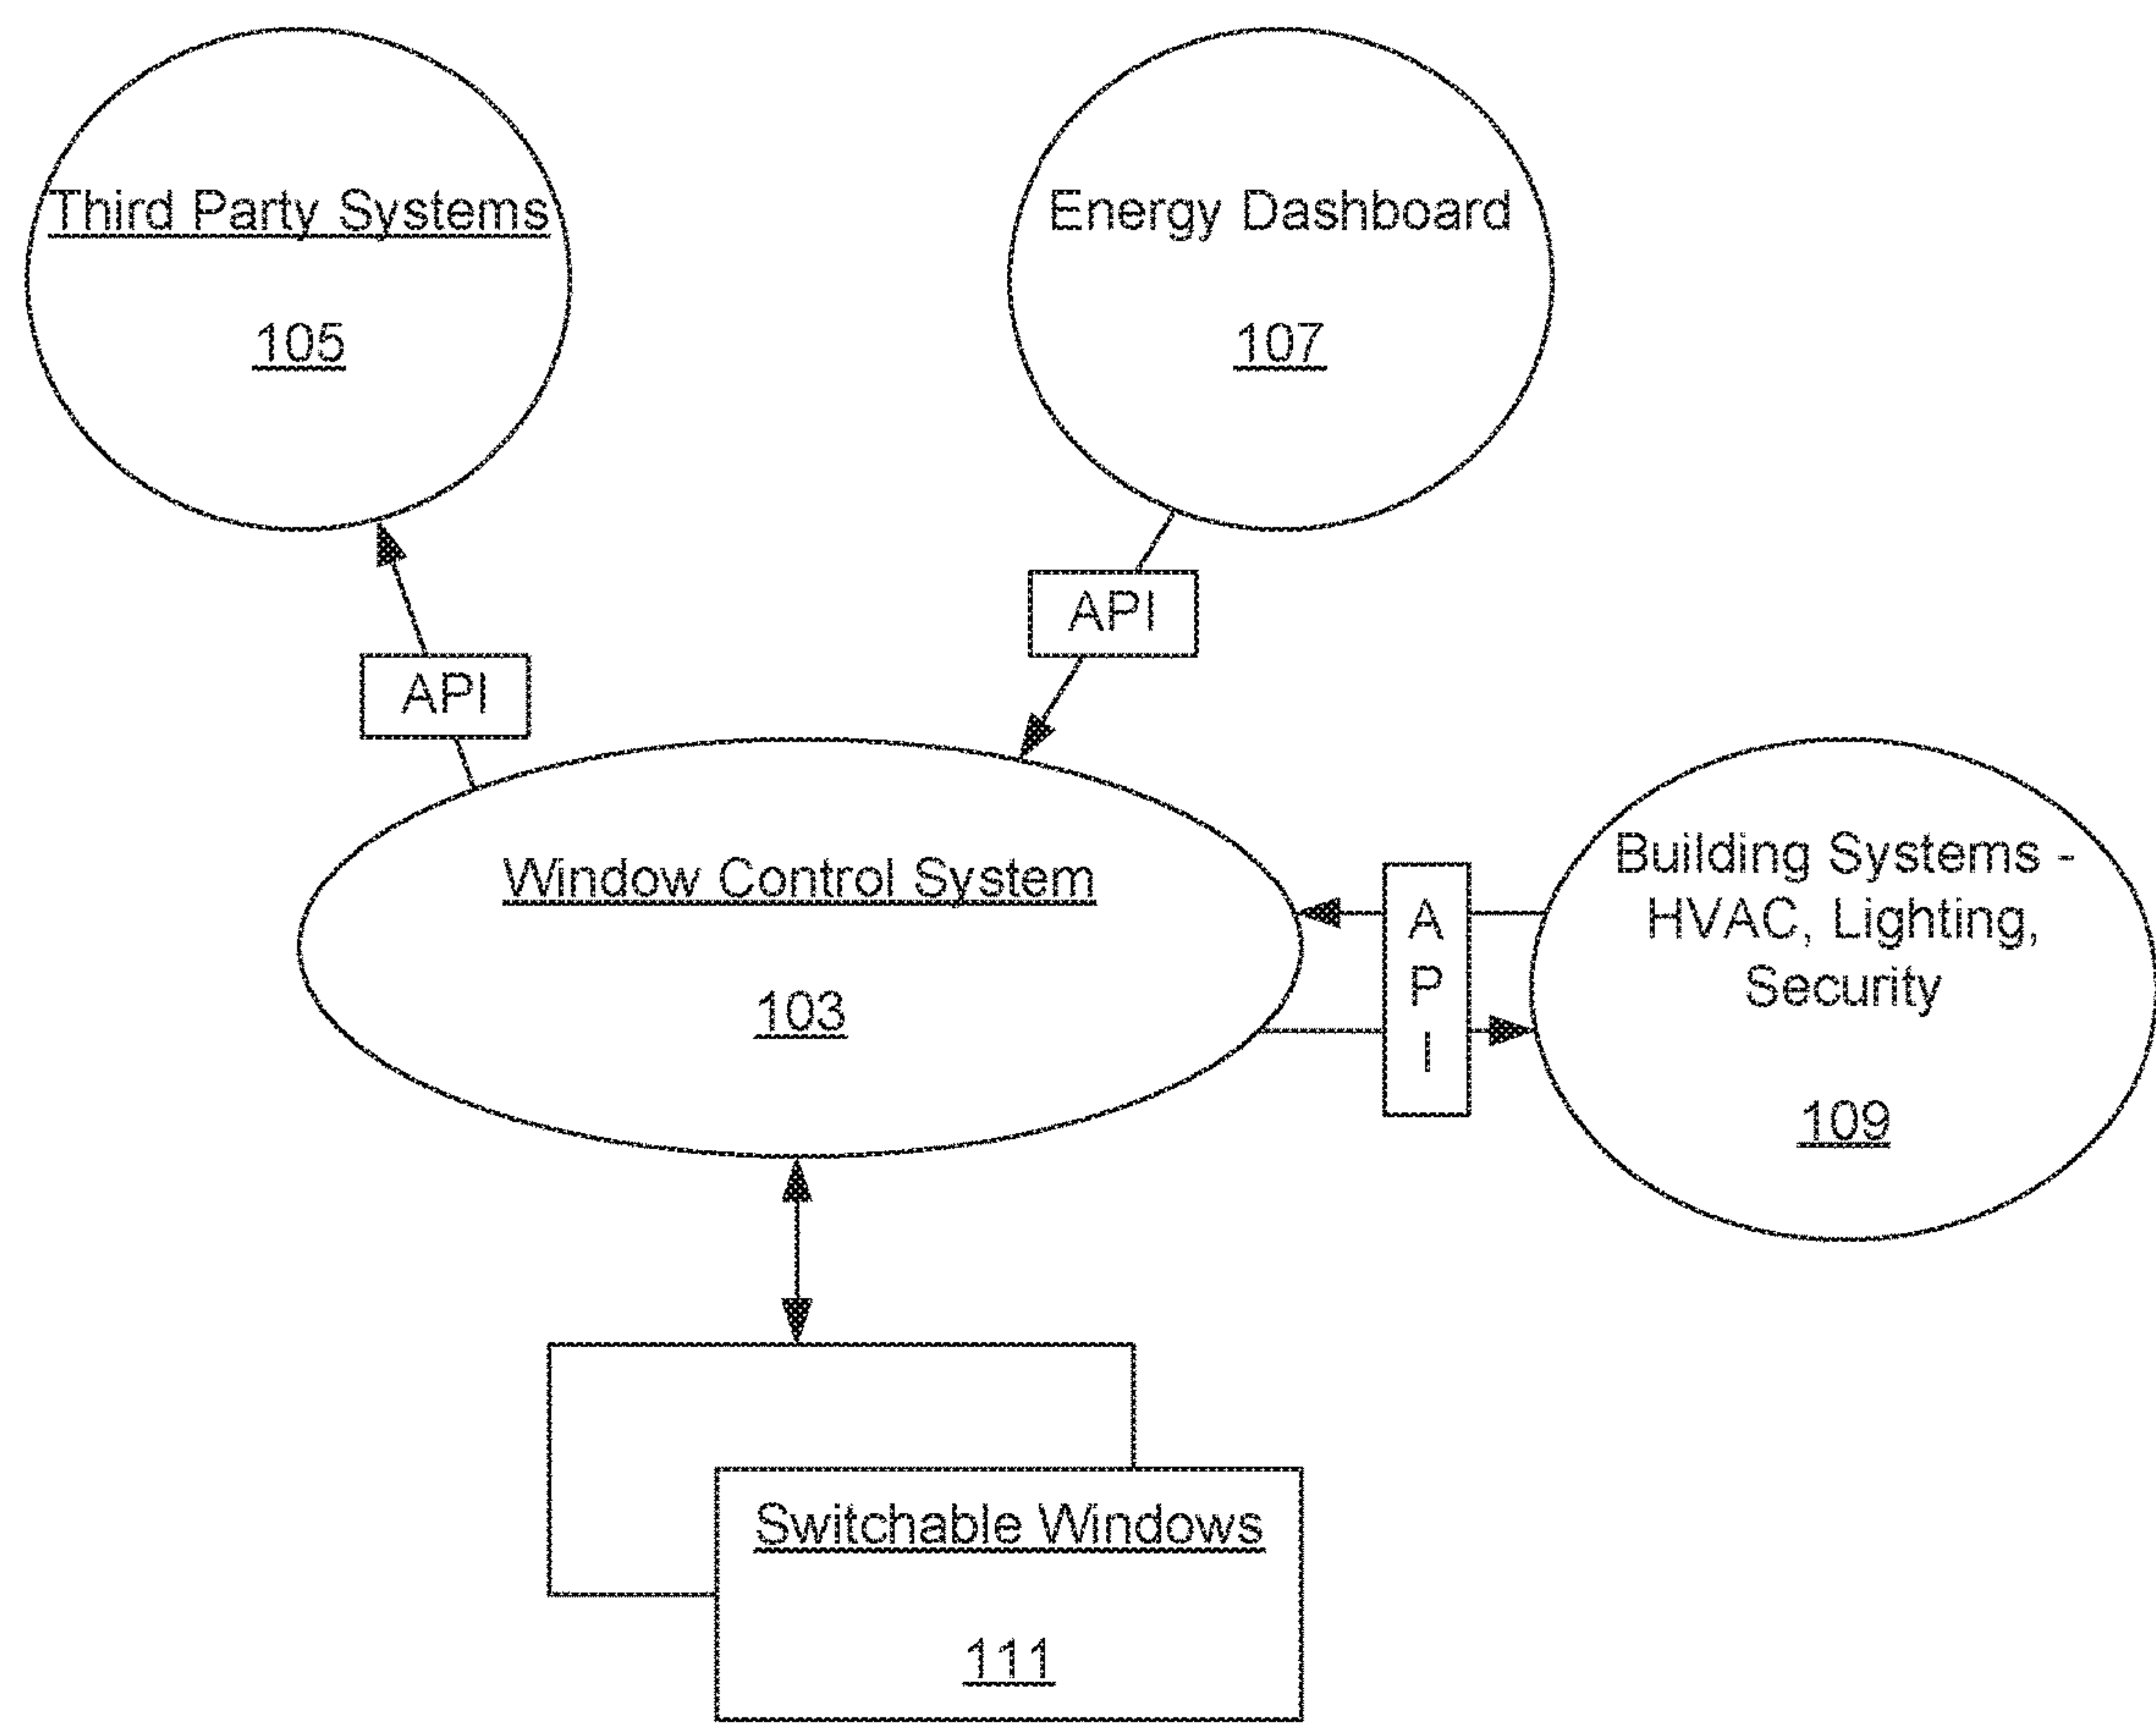 Third Party Systems
105
Energy Dashboard
107
API
API
Window Control System
103
A
P
I
Building Systems -
HVAC, Lighting,
Security
109
Switchable Windows
111